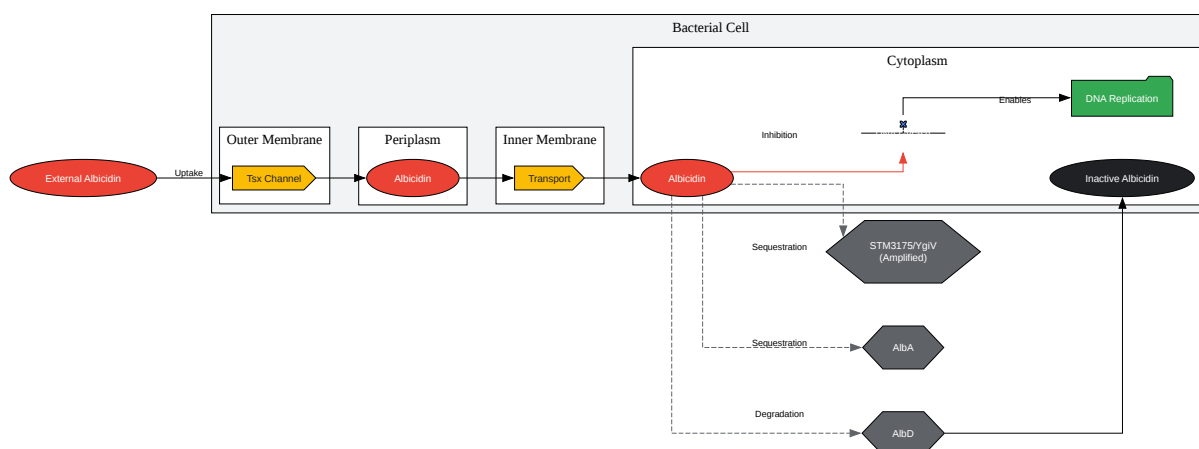 Bacterial Cell
Cytoplasm
DNA Replication
Enables
Inhibition
Outer Membrane
Periplasm
Inner Membrane
External Albicidin
Uptake
Tsx Channel
Albicidin
Transport
Albicidin
Inactive Albicidin
Sequestration
STM3175/YgiV
(Amplified)
Sequestration
AlbA
Degradation
AlbD